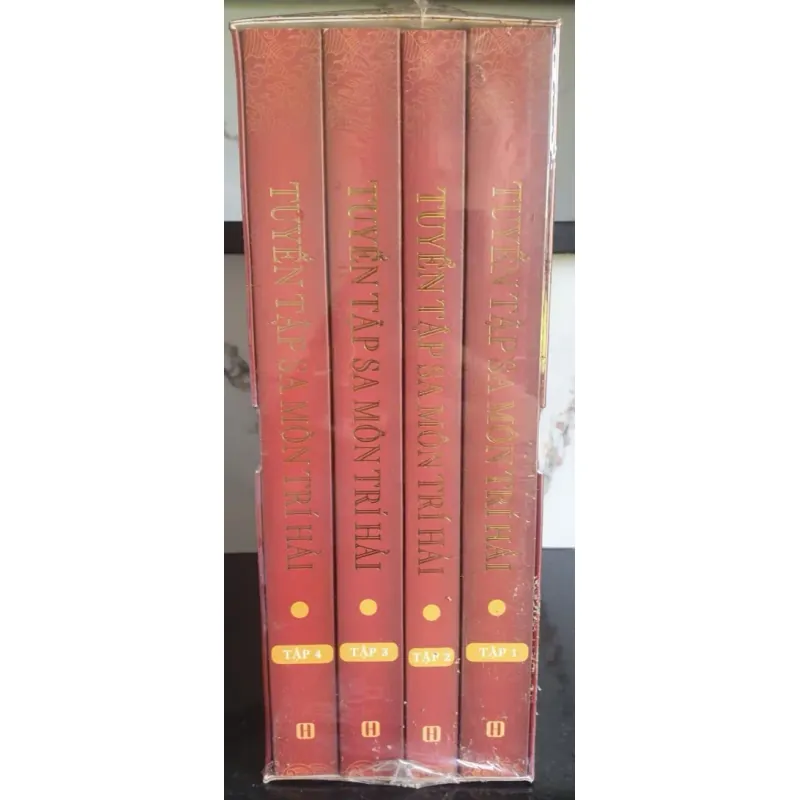 TUYỂN TẬP SA MÔN TRÍ HẢI
TẬP 4
H
TUYỂN TẬP SA MÔN TRÍ HẢI
TẬP 3
H
TUYỂN TẬP SA MÔN TRÍ HẢI
TẬP 2
H
TUYỂN TẬP SA MÔN TRÍ HẢI
TẬP 1
H